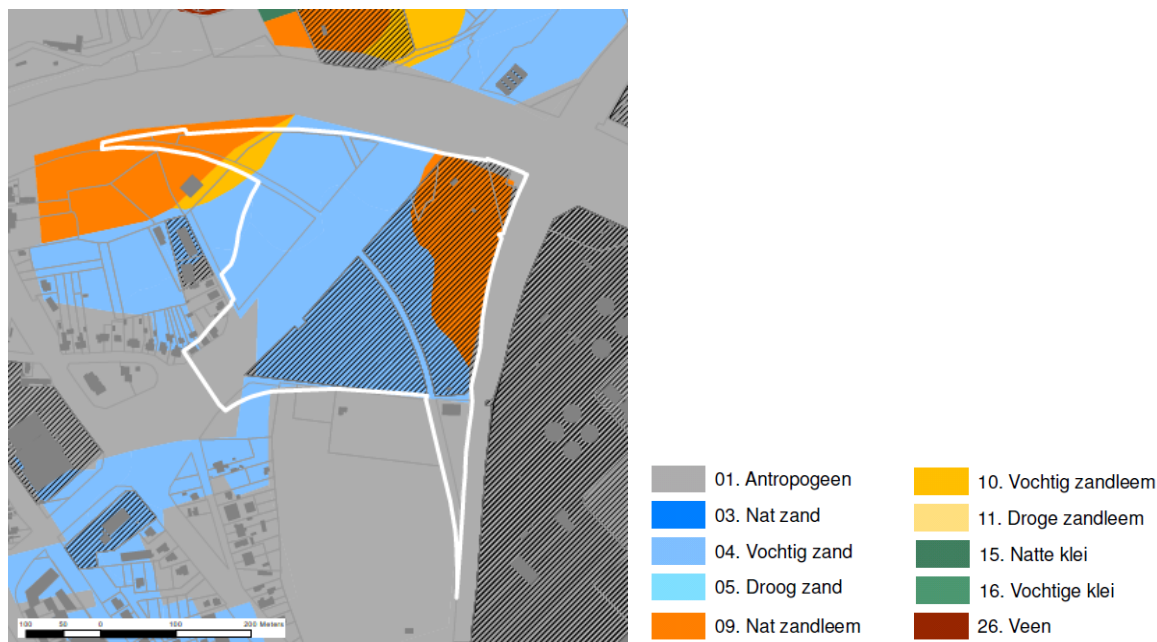 100 50 0 100 200 Meters
01. Antropogeen
03. Nat zand
04. Vochtig zand
05. Droog zand
09. Nat zandleem
10. Vochtig zandleem
11. Droge zandleem
15. Natte klei
16. Vochtige klei
26. Veen